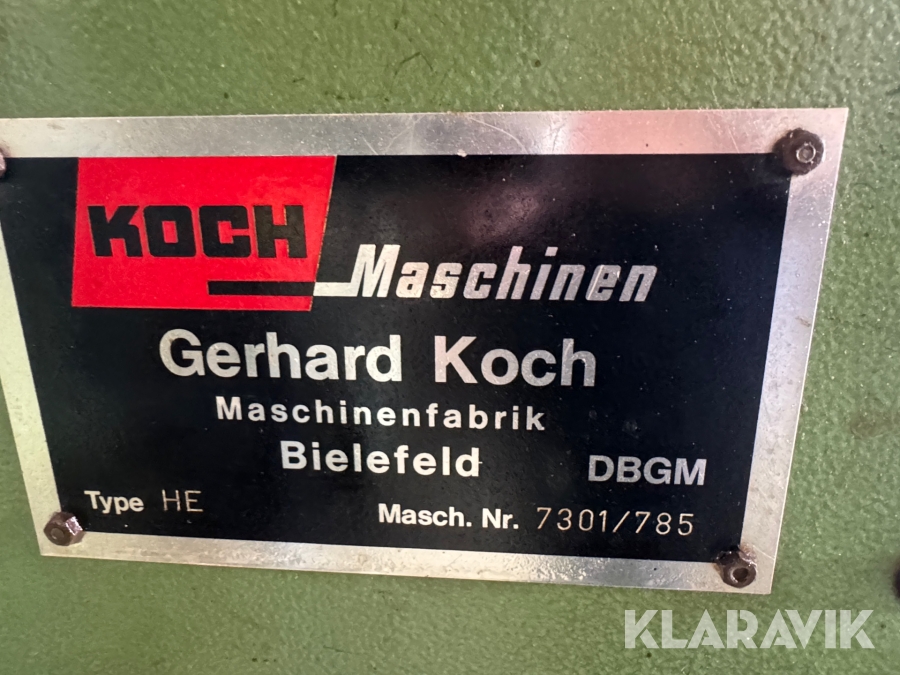 KOCH
Maschinen
Gerhard Koch
Maschinenfabrik
Bielefeld DBGM
Type HE Masch. Nr. 7301/785
KLARAVIK